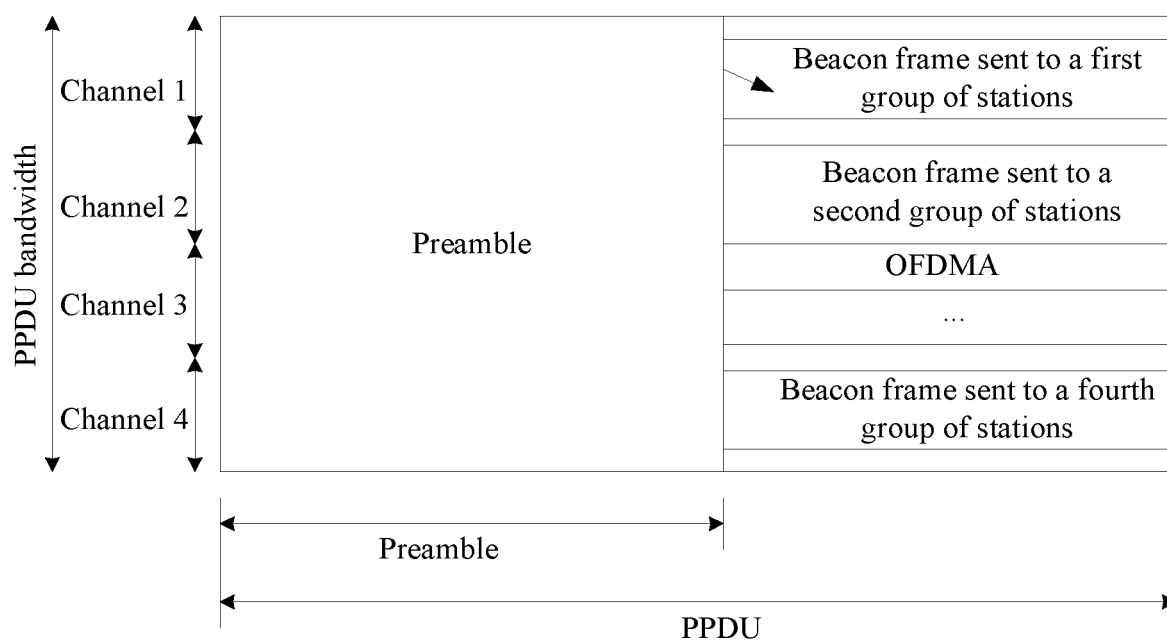 PPDU bandwidth
Channel 1
Channel 2
Channel 3
Channel 4
Preamble
Beacon frame sent to a first
group of stations
Beacon frame sent to a
second group of stations
OFDMA
...
Beacon frame sent to a fourth
group of stations
Preamble
PPDU